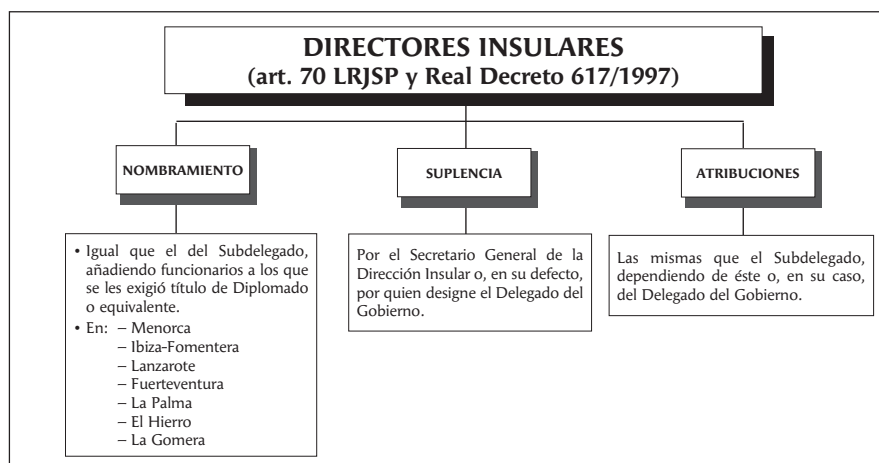 DIRECTORES INSULARES
(art. 70 LRJSP y Real Decreto 617/1997)
NOMBRAMIENTO
• Igual que el del Subdelegado,
añadiendo funcionarios a los que
se les exigió título de Diplomado
o equivalente.
• En: – Menorca
– Ibiza-Fomentera
– Lanzarote
– Fuerteventura
– La Palma
– El Hierro
– La Gomera
SUPLENCIA
Por el Secretario General de la
Dirección Insular o, en su defecto,
por quien designe el Delegado del
Gobierno.
ATRIBUCIONES
Las mismas que el Subdelegado,
dependiendo de éste o, en su caso,
del Delegado del Gobierno.